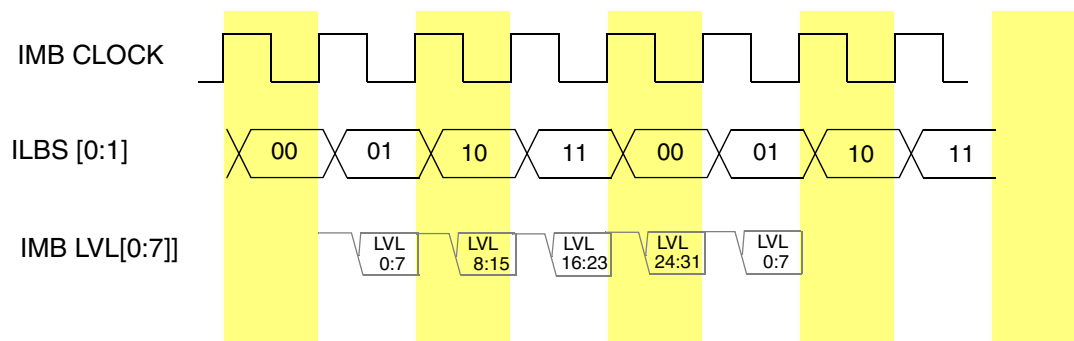 IMB CLOCK
ILBS [0:1]
00 01 10 11 00 01 10 11
IMB LVL[0:7]]
LVL LVL LVL LVL LVL
0:7 8:15 16:23 24:31 0:7